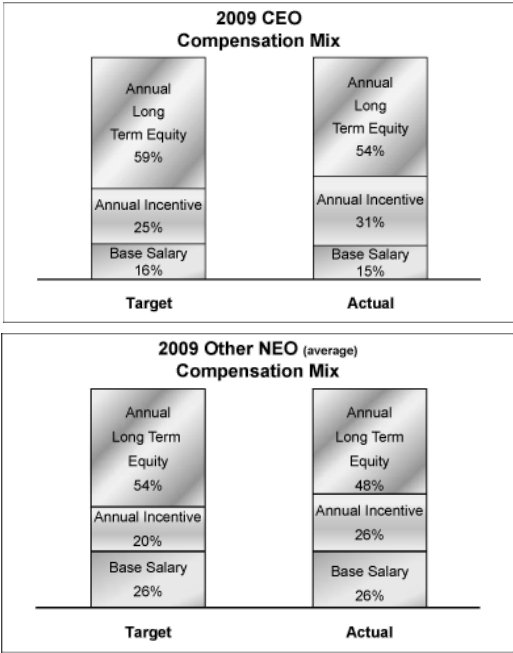 2009 CEO
Compensation Mix
Annual
Long
Term Equity
59%
Annual Incentive
25%
Base Salary
16%
Target
Annual
Long
Term Equity
54%
Annual Incentive
31%
Base Salary
15%
Actual
2009 Other NEO (average)
Compensation Mix
Annual
Long Term
Equity
54%
Annual Incentive
20%
Base Salary
26%
Target
Annual
Long Term
Equity
48%
Annual Incentive
26%
Base Salary
26%
Actual